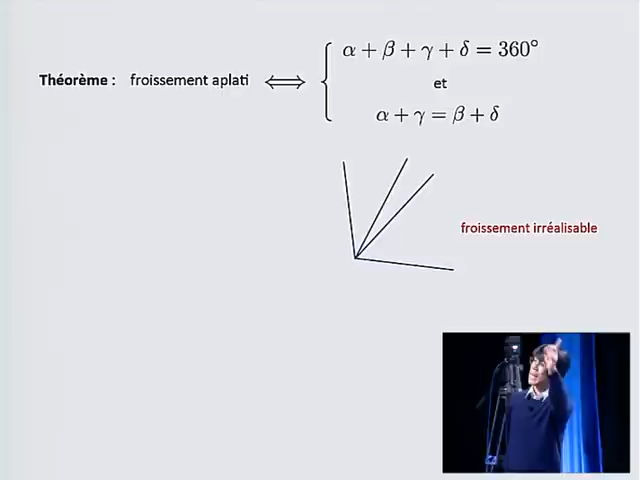 α + β + γ + δ = 360°
Théorème : froissement aplati ⟺
et
α + γ = β + δ
froissement irréalisable